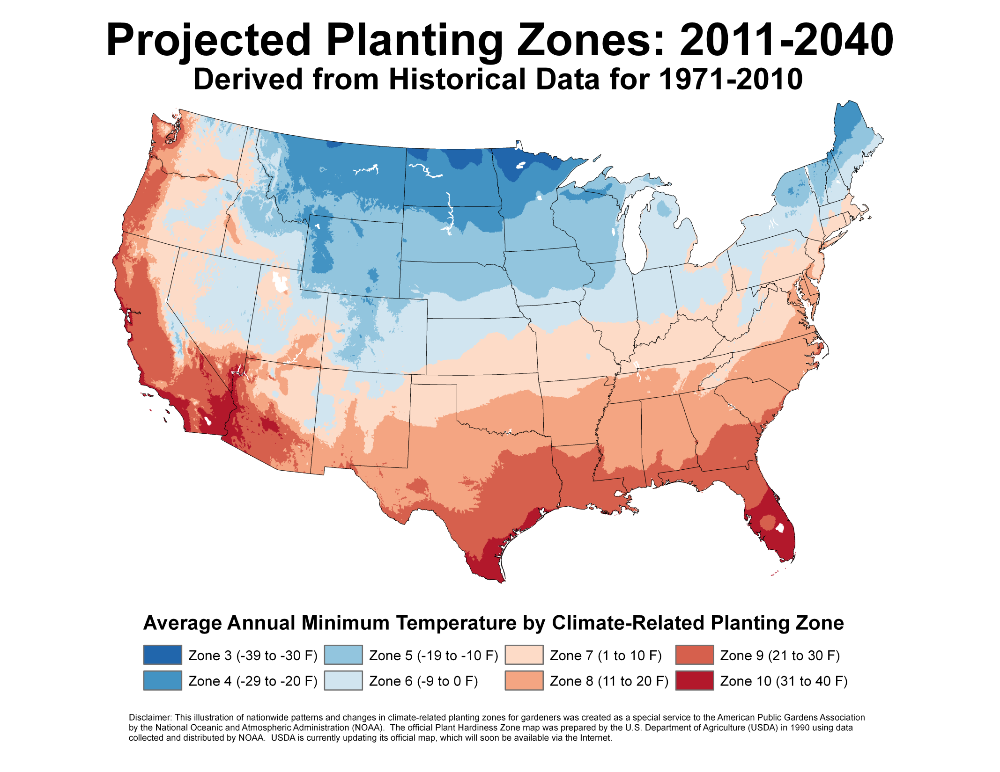 Projected Planting Zones: 2011-2040
Derived from Historical Data for 1971-2010
Average Annual Minimum Temperature by Climate-Related Planting Zone
Zone 3 (-39 to -30 F)
Zone 5 (-19 to -10 F)
Zone 7 (1 to 10 F)
Zone 9 (21 to 30 F)
Zone 4 (-29 to -20 F)
Zone 6 (-9 to 0 F)
Zone 8 (11 to 20 F)
Zone 10 (31 to 40 F)
Disclaimer: This illustration of nationwide patterns and changes in climate-related planting zones for gardeners was created as a special service to the American Public Gardens Association
by the National Oceanic and Atmospheric Administration (NOAA).  The official Plant Hardiness Zone map was prepared by the U.S. Department of Agriculture (USDA) in 1990 using data
collected and distributed by NOAA.  USDA is currently updating its official map, which will soon be available via the Internet.